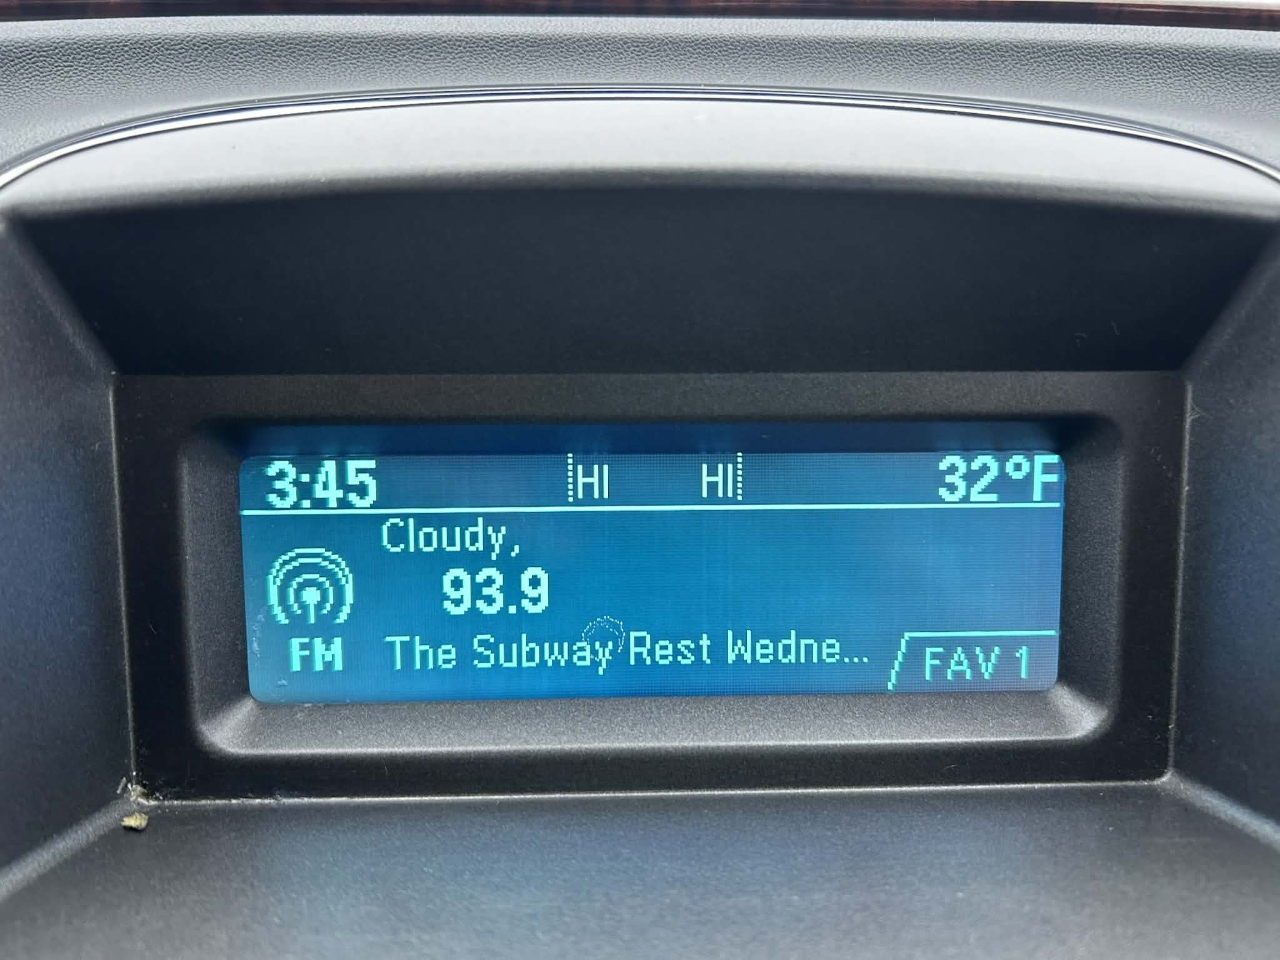 3:45 HI HI 32°F
Cloudy,
93.9
FM The Subway Rest Wedne... FAV 1